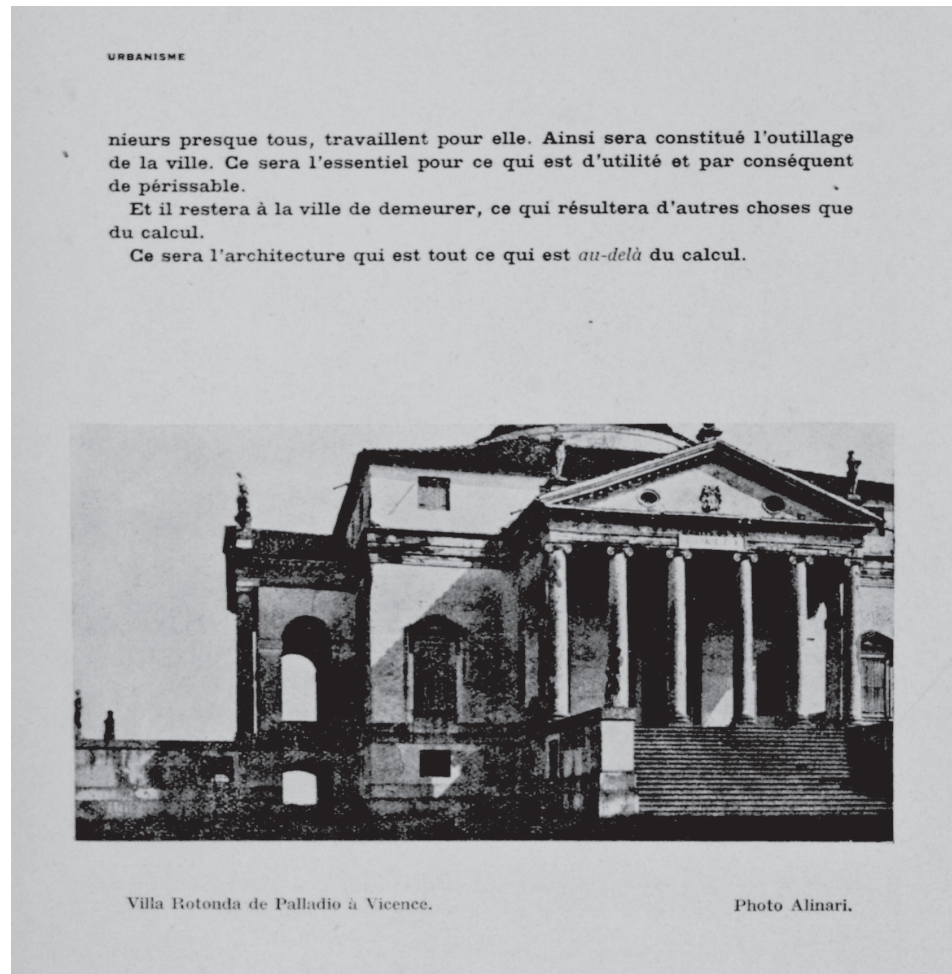 URBANISME
nieurs presque tous, travaillent pour elle. Ainsi sera constitué l'outillage
de la ville. Ce sera l'essentiel pour ce qui est d'utilité et par conséquent
de périssable.
Et il restera à la ville de demeurer, ce qui résultera d'autres choses que
du calcul.
Ce sera l'architecture qui est tout ce qui est au-delà du calcul.
Villa Rotonda de Palladio à Vicence.
Photo Alinari.